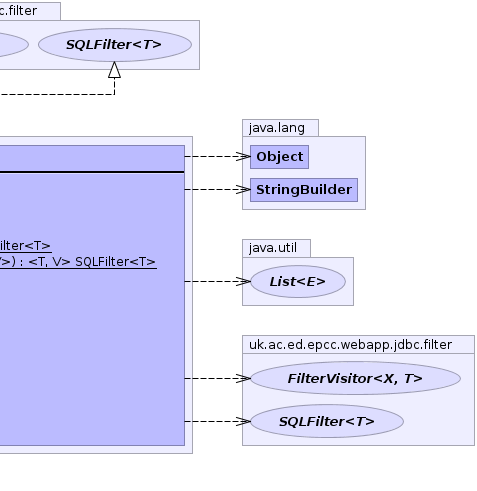 c.filter
SQLFilter<T>
java.lang
Object
StringBuilder
ilter<T>
/>) : <T, V> SQLFilter<T>
java.util
List<E>
uk.ac.ed.epcc.webapp.jdbc.filter
FilterVisitor<X, T>
SQLFilter<T>